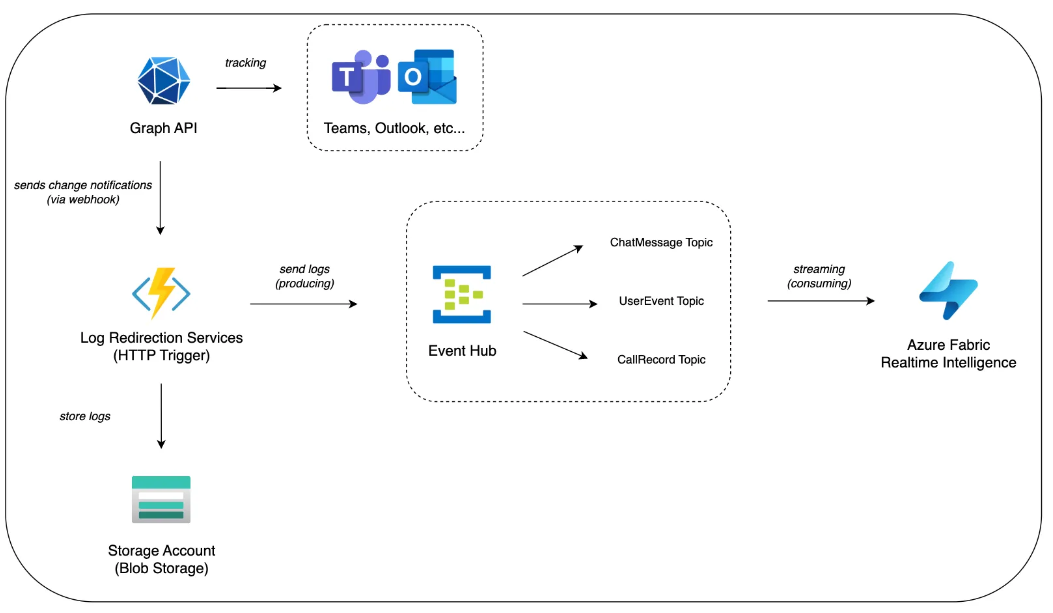 tracking
T
O
Graph API
Teams, Outlook, etc...
sends change notifications
(via webhook)
send logs
(producing)
ChatMessage Topic
streaming
(consuming)
UserEvent Topic
Log Redirection Services
(HTTP Trigger)
Event Hub
CallRecord Topic
Azure Fabric
Realtime Intelligence
store logs
Storage Account
(Blob Storage)